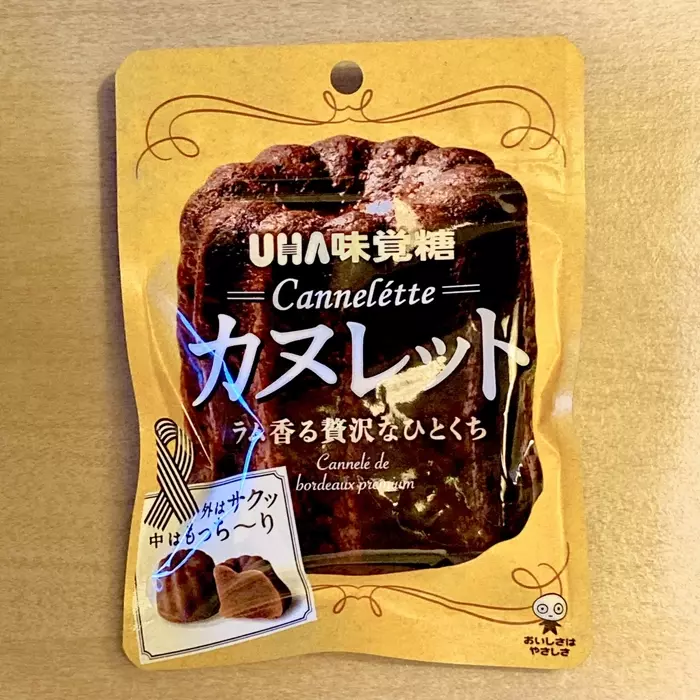 UHA味覚糖
Cannelétte
カヌレット
ラム香る贅沢なひとくち
Cannelé de
bordeaux premium
外はサクッ
中はもっち〜り
おいしさは
やさしさ